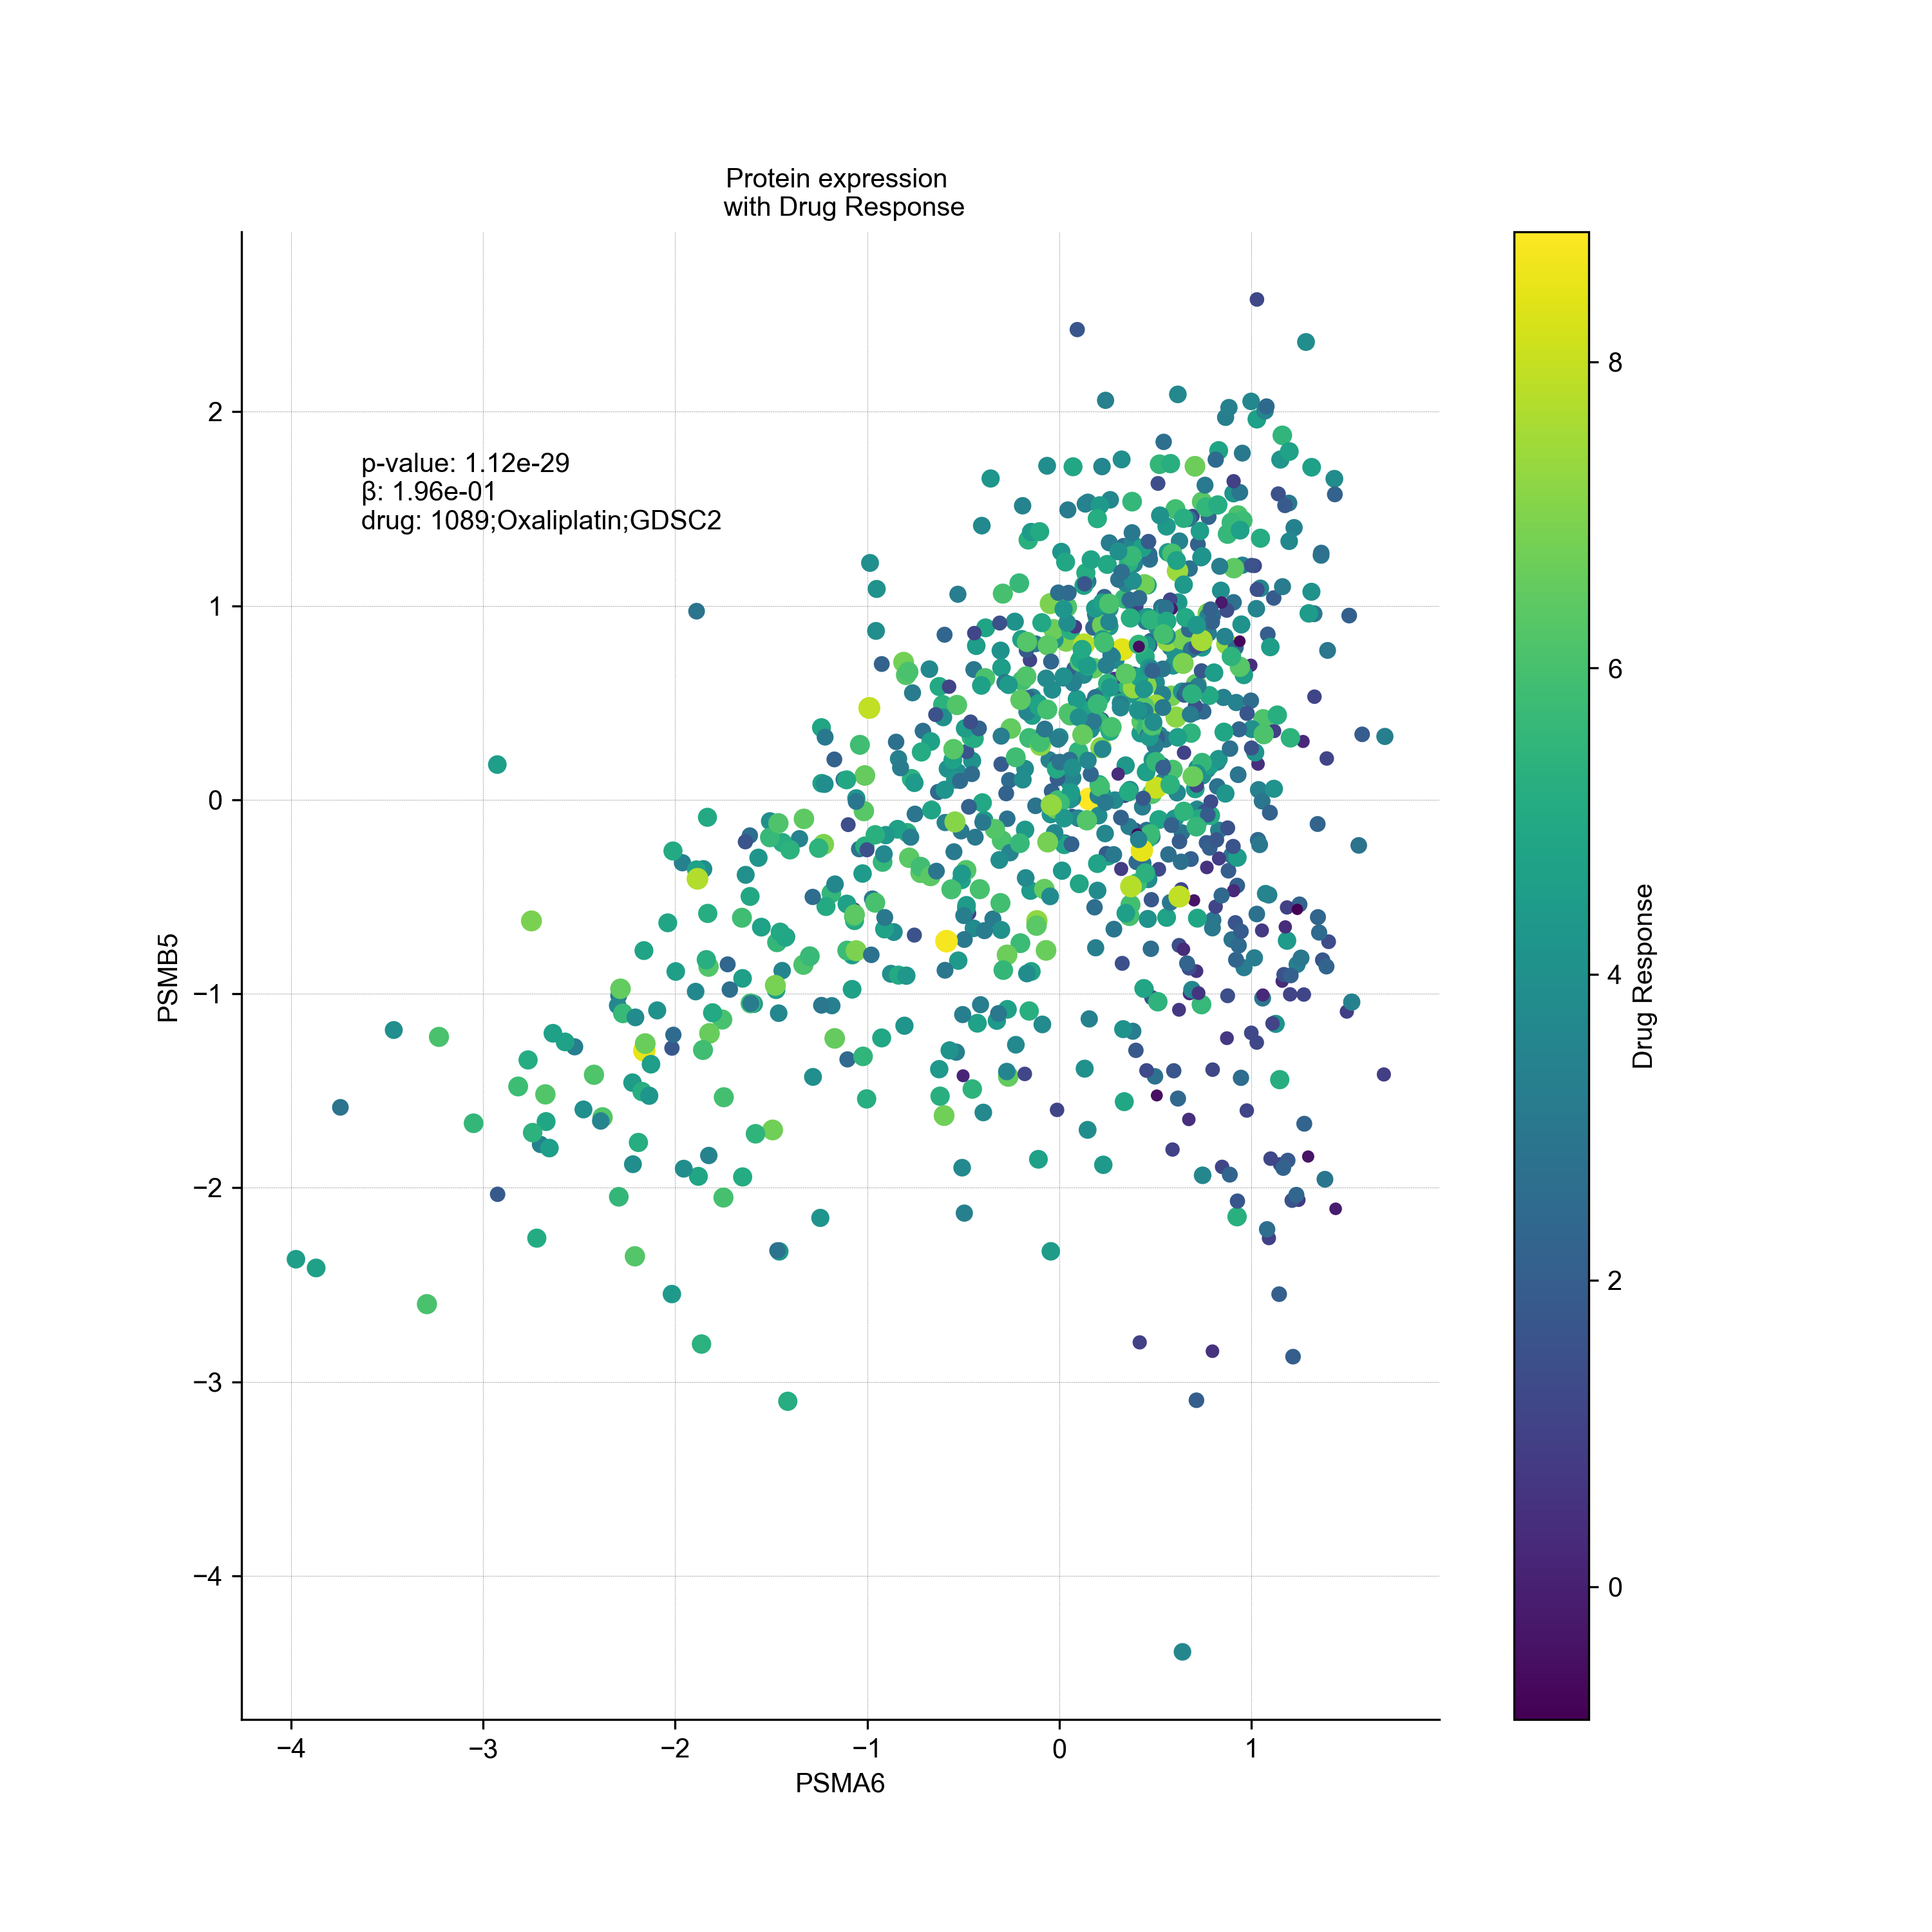 Protein expression
with Drug Response
p-value: 1.12e-29
β: 1.96e-01
drug: 1089;Oxaliplatin;GDSC2
2
1
0
−1
−2
−3
−4
PSMB5
−4
−3
−2
−1
0
1
PSMA6
8
6
4
2
0
Drug Response